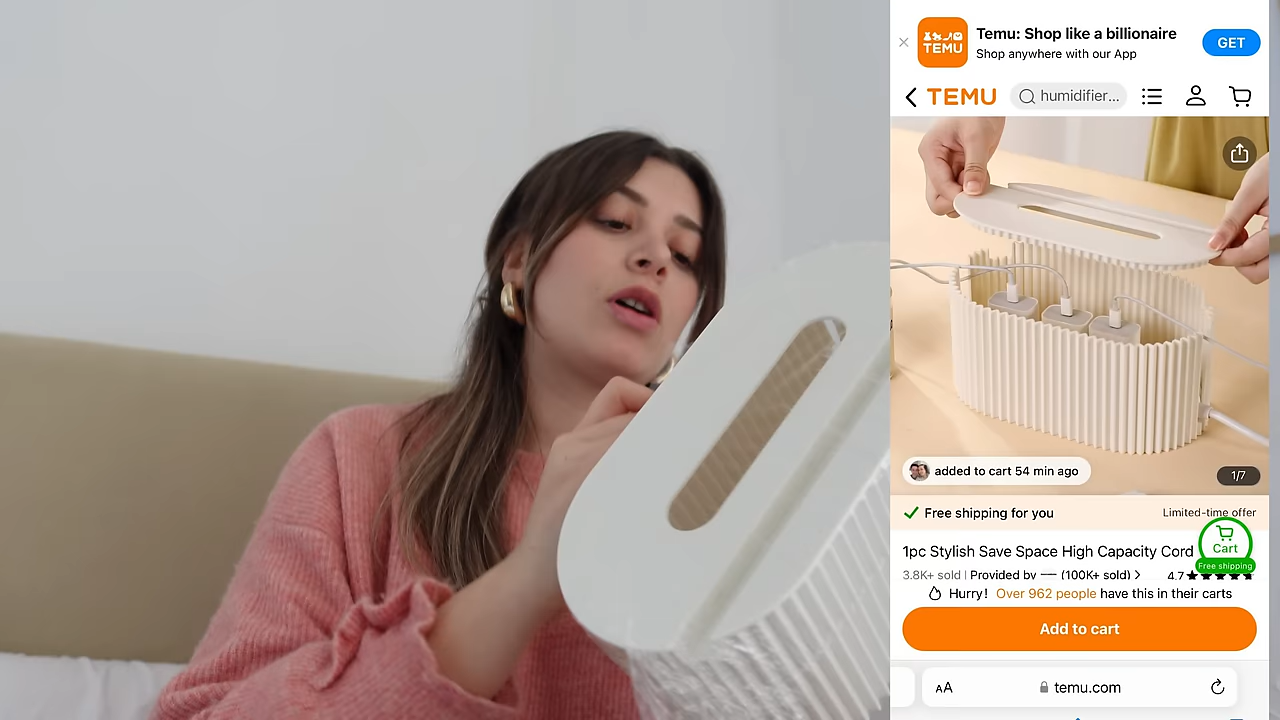 Temu: Shop like a billionaire
TEMU
Shop anywhere with our App
GET
TEMU
humidifier...
added to cart 54 min ago
1/7
Free shipping for you
Limited-time offer
1pc Stylish Save Space High Capacity Cord
Cart
Free shipping
3.8K+ sold | Provided by
(100K+ sold) >
4.7
Hurry! Over 962 people have this in their carts
Add to cart
AA
temu.com